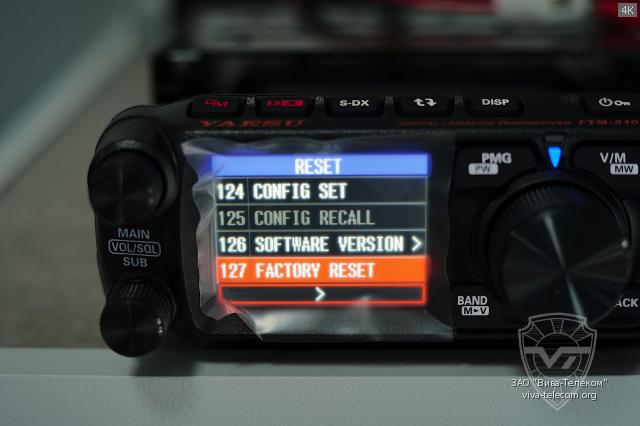 4K
S-DX
DISP
YAESU
DIGITAL / ANALOG TRANSCEIVER FTM-510
PMG
PW
V/M
MW
RESET
124 CONFIG SET
125 CONFIG RECALL
126 SOFTWARE VERSION >
127 FACTORY RESET
>
MAIN
VOL/SQL
SUB
BAND
M►V
ЗАО "Вива-Телеком"
viva-telecom.org